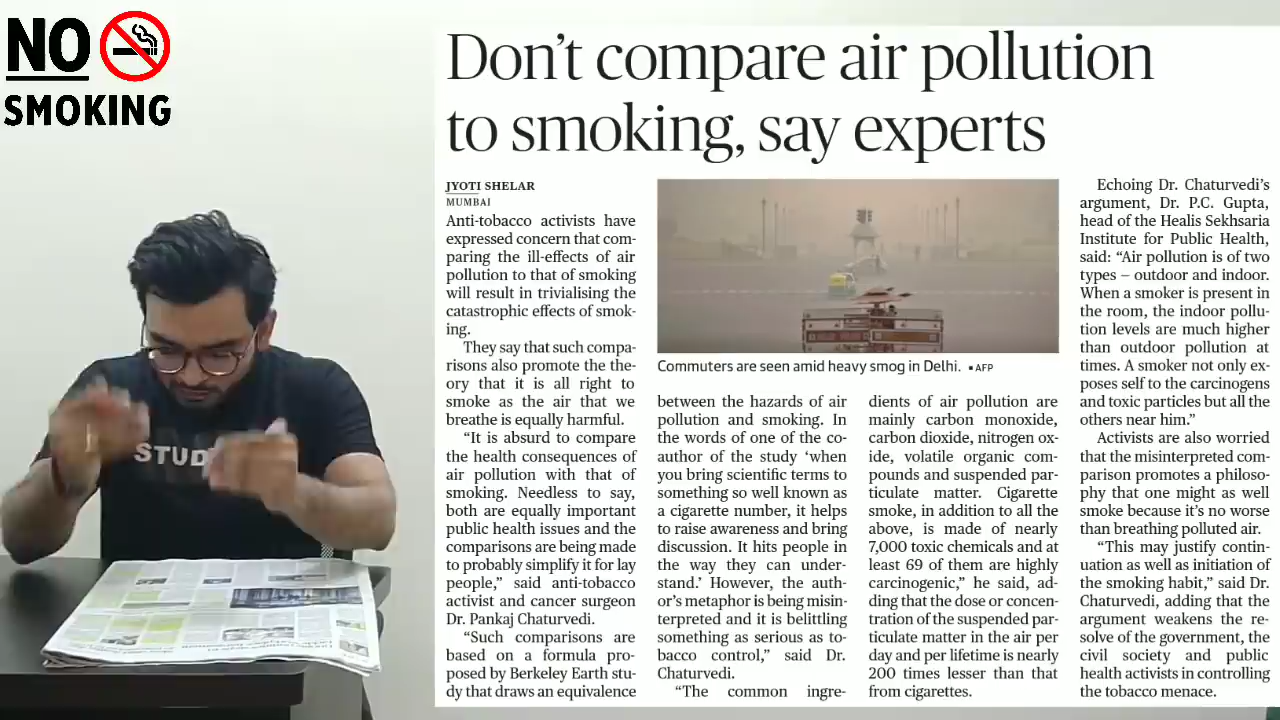 NO
SMOKING
STUD
Don't compare air pollution
to smoking, say experts
JYOTI SHELAR
MUMBAI
Anti-tobacco activists have
expressed concern that com-
paring the ill-effects of air
pollution to that of smoking
will result in trivialising the
catastrophic effects of smok-
ing.
They say that such compa-
risons also promote the the-
ory that it is all right to
smoke as the air that we
breathe is equally harmful.
“It is absurd to compare
the health consequences of
air pollution with that of
smoking. Needless to say,
both are equally important
public health issues and the
comparisons are being made
to probably simplify it for lay
people,” said anti-tobacco
activist and cancer surgeon
Dr. Pankaj Chaturvedi.
“Such comparisons are
based on a formula pro-
posed by Berkeley Earth stu-
dy that draws an equivalence
Commuters are seen amid heavy smog in Delhi. ▪ AFP
between the hazards of air
pollution and smoking. In
the words of one of the co-
author of the study ‘when
you bring scientific terms to
something so well known as
a cigarette number, it helps
to raise awareness and bring
discussion. It hits people in
the way they can under-
stand.’ However, the auth-
or’s metaphor is being misin-
terpreted and it is belittling
something as serious as to-
bacco control,” said Dr.
Chaturvedi.
“The common ingre-
dients of air pollution are
mainly carbon monoxide,
carbon dioxide, nitrogen ox-
ide, volatile organic com-
pounds and suspended par-
ticulate matter. Cigarette
smoke, in addition to all the
above, is made of nearly
7,000 toxic chemicals and at
least 69 of them are highly
carcinogenic,” he said, ad-
ding that the dose or concen-
tration of the suspended par-
ticulate matter in the air per
day and per lifetime is nearly
200 times lesser than that
from cigarettes.
Echoing Dr. Chaturvedi’s
argument, Dr. P.C. Gupta,
head of the Healis Sekhsaria
Institute for Public Health,
said: “Air pollution is of two
types – outdoor and indoor.
When a smoker is present in
the room, the indoor pollu-
tion levels are much higher
than outdoor pollution at
times. A smoker not only ex-
poses self to the carcinogens
and toxic particles but all the
others near him.”
Activists are also worried
that the misinterpreted com-
parison promotes a philoso-
phy that one might as well
smoke because it’s no worse
than breathing polluted air.
“This may justify contin-
uation as well as initiation of
the smoking habit,” said Dr.
Chaturvedi, adding that the
argument weakens the re-
solve of the government, the
civil society and public
health activists in controlling
the tobacco menace.